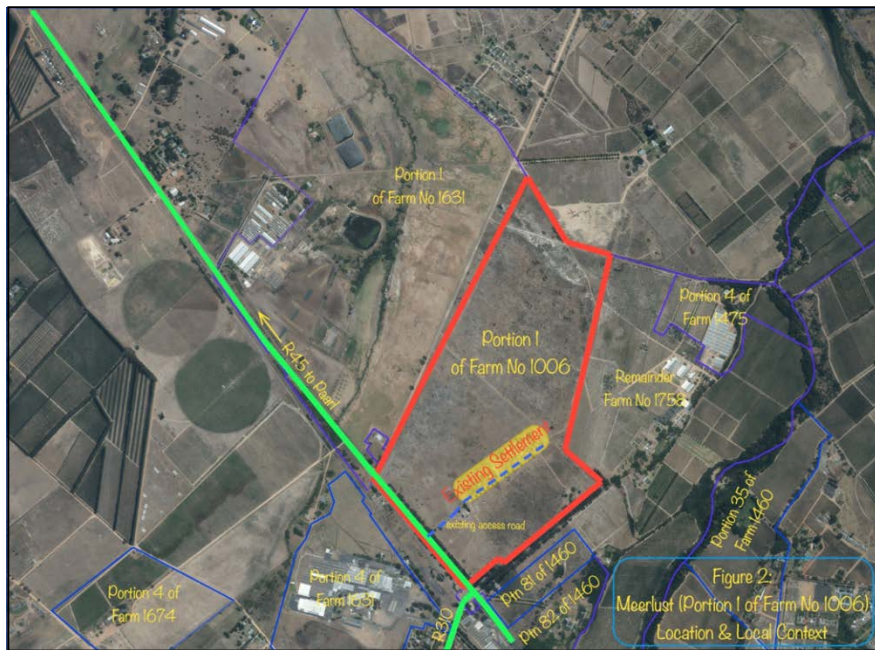 Portion 1
of Farm No 1631
Portion 4 of
Farm 1475
Portion 1
of Farm No 1006
R45 to Paarl
Remainder
Farm No 1758
Existing Settlement
existing access road
Portion 35 of
Farm 1460
Portion 4 of
Farm 1674
Portion 4 of
Farm 1631
R310
Ptn 81 of 1460
Ptn 82 of 1460
Figure 2:
Meerlust (Portion 1 of Farm No 1006)
Location & Local Context